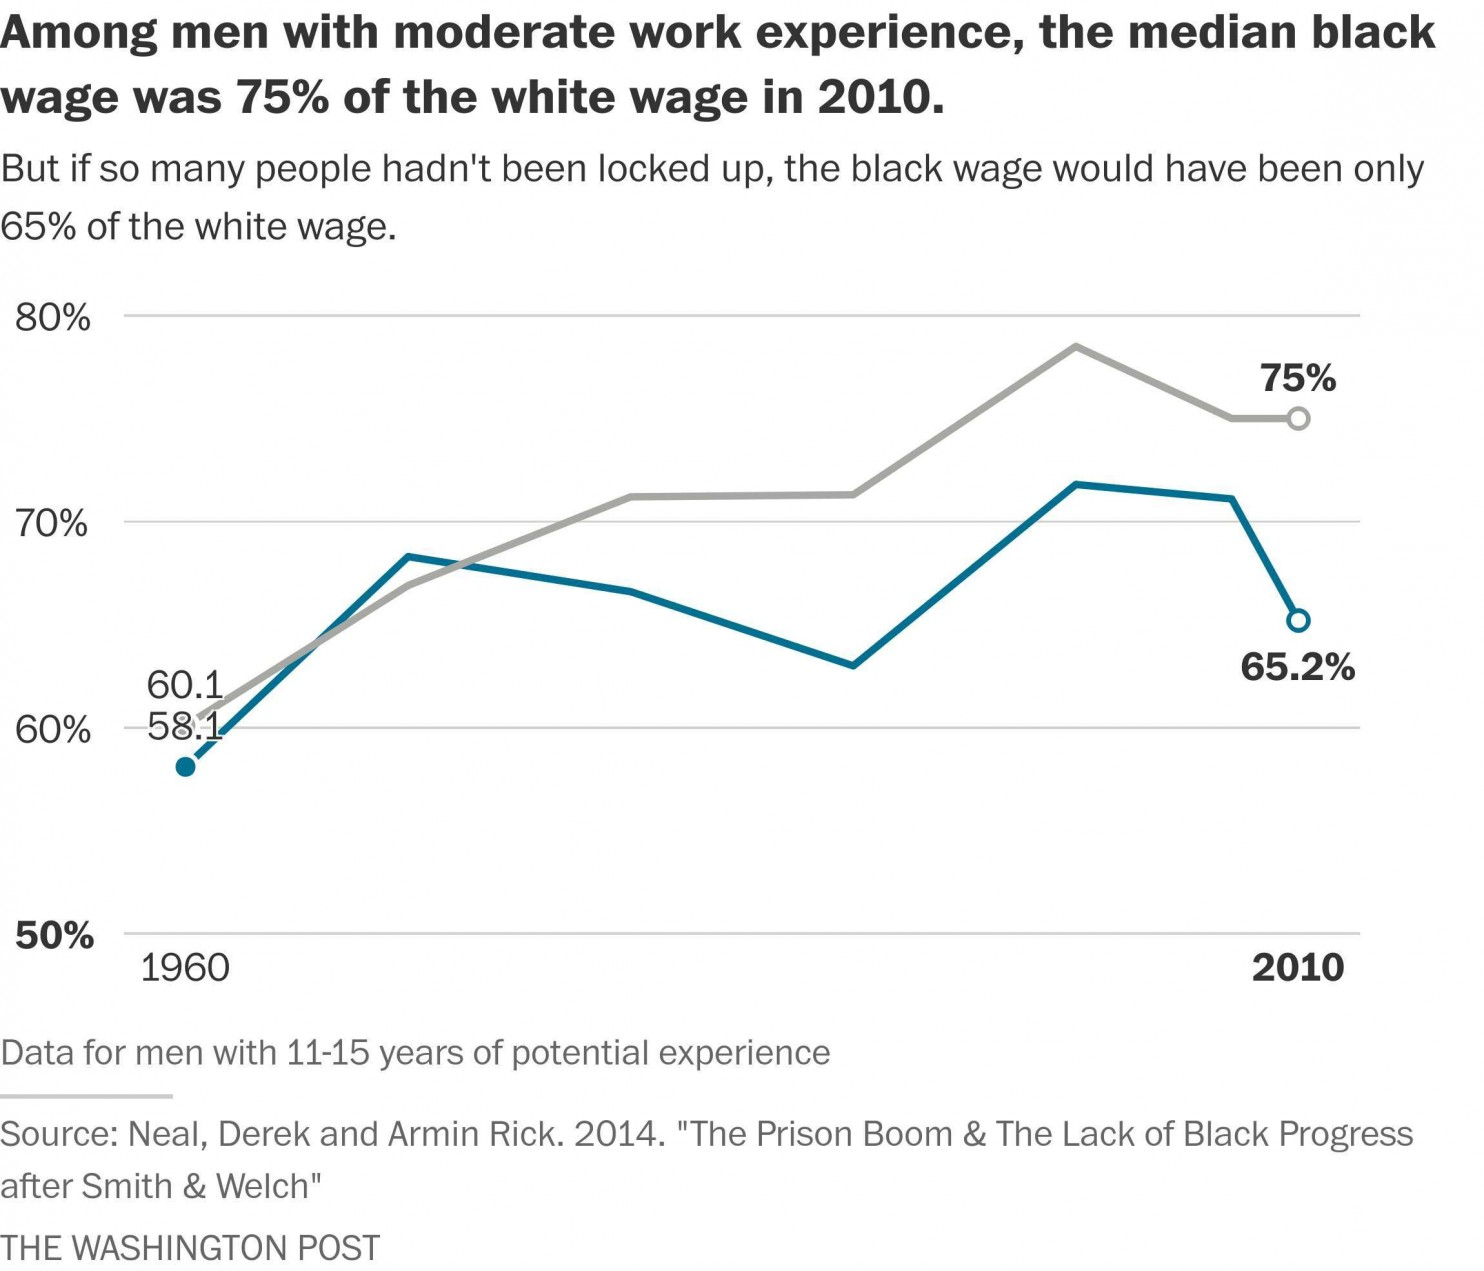 Among men with moderate work experience, the median black
wage was 75% of the white wage in 2010.
But if so many people hadn't been locked up, the black wage would have been only
65% of the white wage.
80%
75%
70%
65.2%
60.1
58.1
60%
50%
1960
2010
Data for men with 11-15 years of potential experience
Source: Neal, Derek and Armin Rick. 2014. "The Prison Boom & The Lack of Black Progress
after Smith & Welch"
THE WASHINGTON POST